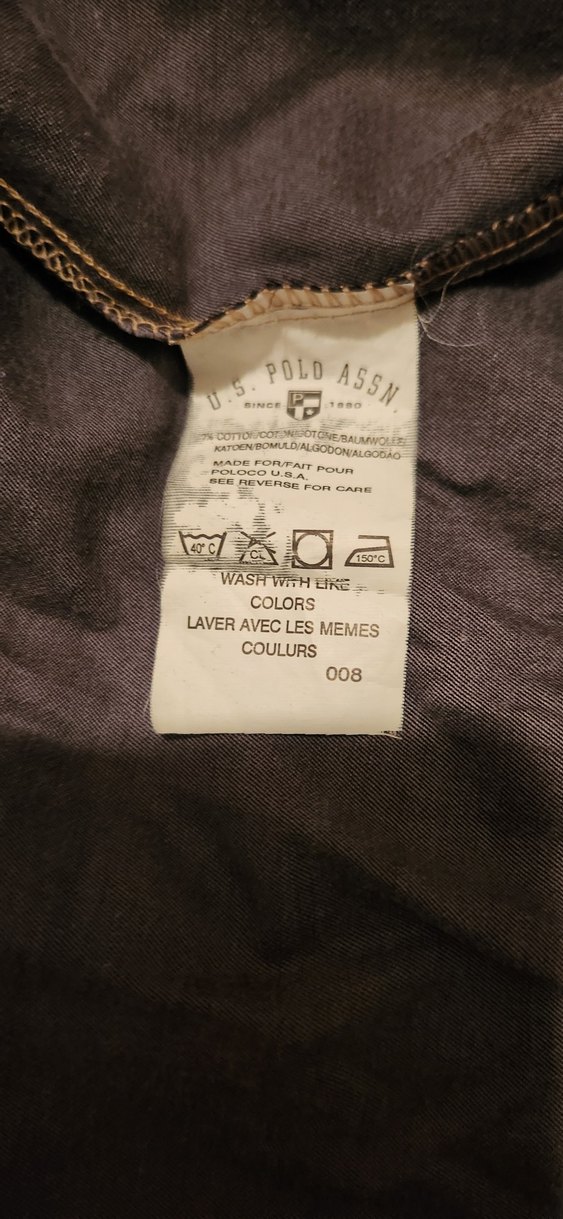 U.S. POLO ASSN.
SINCE P 1890
% COTTON/COTON/COTONE/BAUMWOLLE
KATOEN/BOMULD/ALGODON/ALGODAO
MADE FOR/FAIT POUR
POLOCO U.S.A.
SEE REVERSE FOR CARE
40° C CL 150°C
WASH WITH LIKE
COLORS
LAVER AVEC LES MEMES
COULURS
008